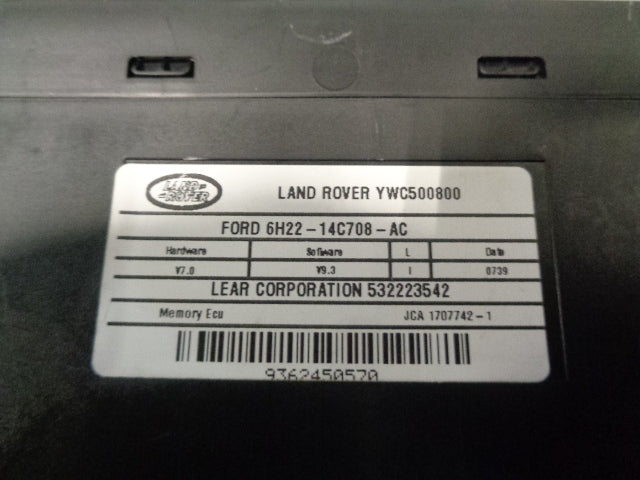 LAND-
-ROVER
LAND ROVER YWC500800
FORD 6H22-14C708-AC
Hardware Software L Date
V7.0 V9.3 I 0739
LEAR CORPORATION 532223542
Memory Ecu JCA 1707742-1
9362450570